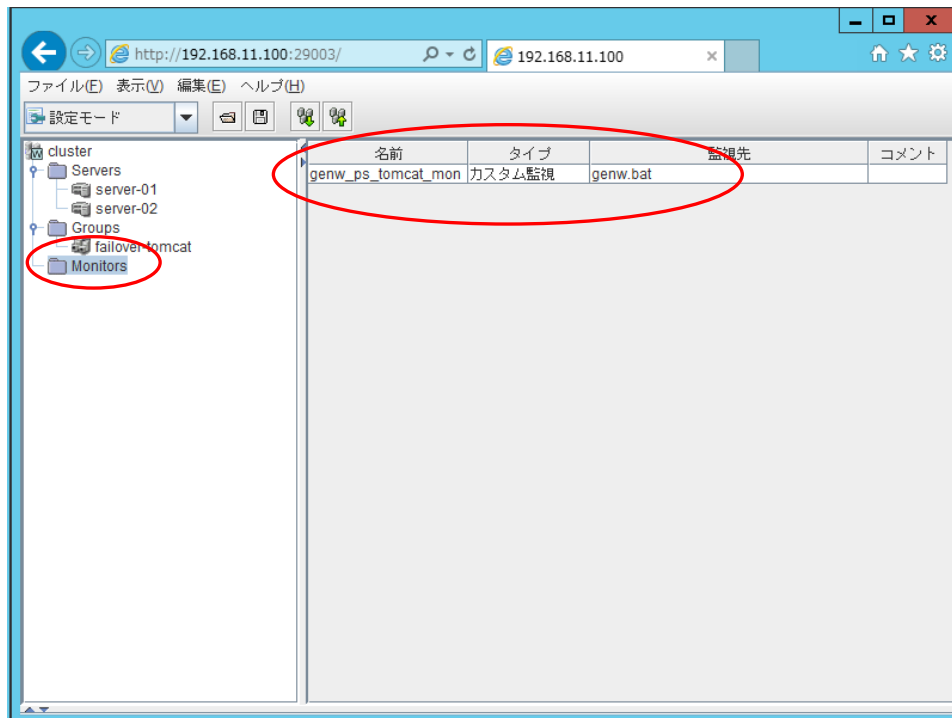 http://192.168.11.100:29003/
192.168.11.100
ファイル(F) 表示(V) 編集(E) ヘルプ(H)
設定モード
cluster
Servers
server-01
server-02
Groups
failover-tomcat
Monitors
名前 タイプ 監視先 コメント
genw_ps_tomcat_mon カスタム監視 genw.bat